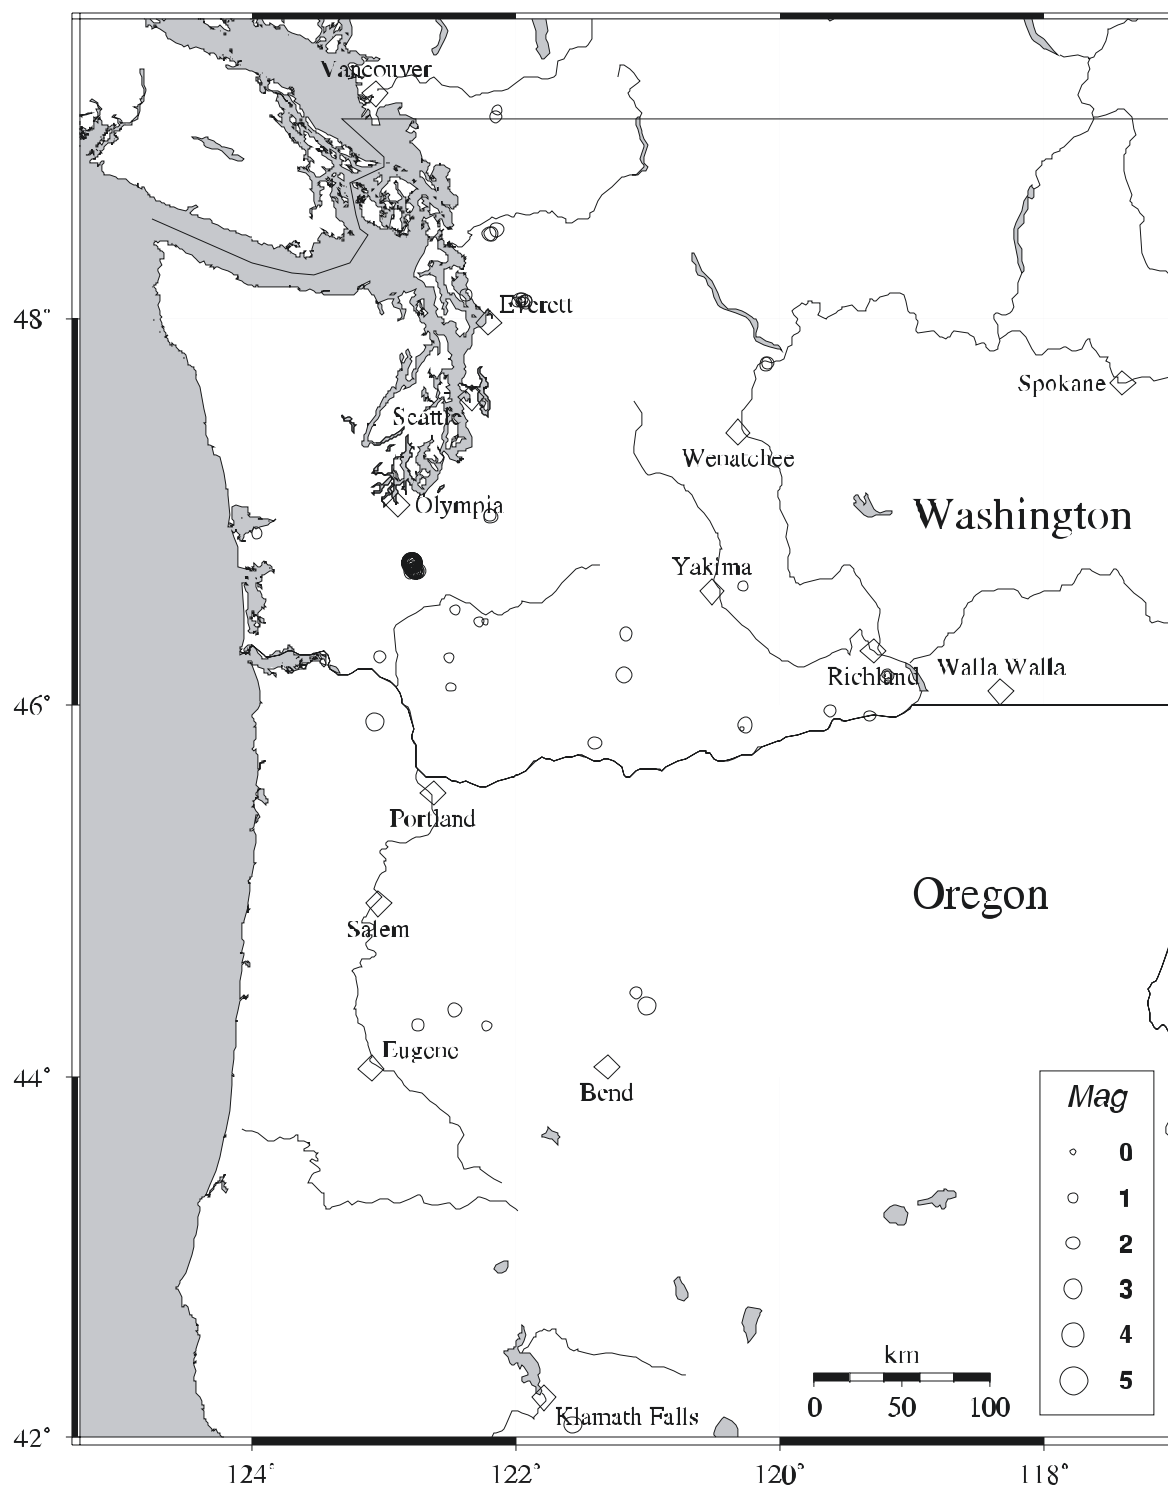 Vancouver
Everett
48°
Spokane
Seattle
Wenatchee
Olympia
Washington
Yakima
Richland
Walla Walla
46°
Portland
Oregon
Salem
Eugene
44°
Bend
Mag
0
1
2
3
4
5
km
0 50 100
Klamath Falls
42°
124° 122° 120° 118°